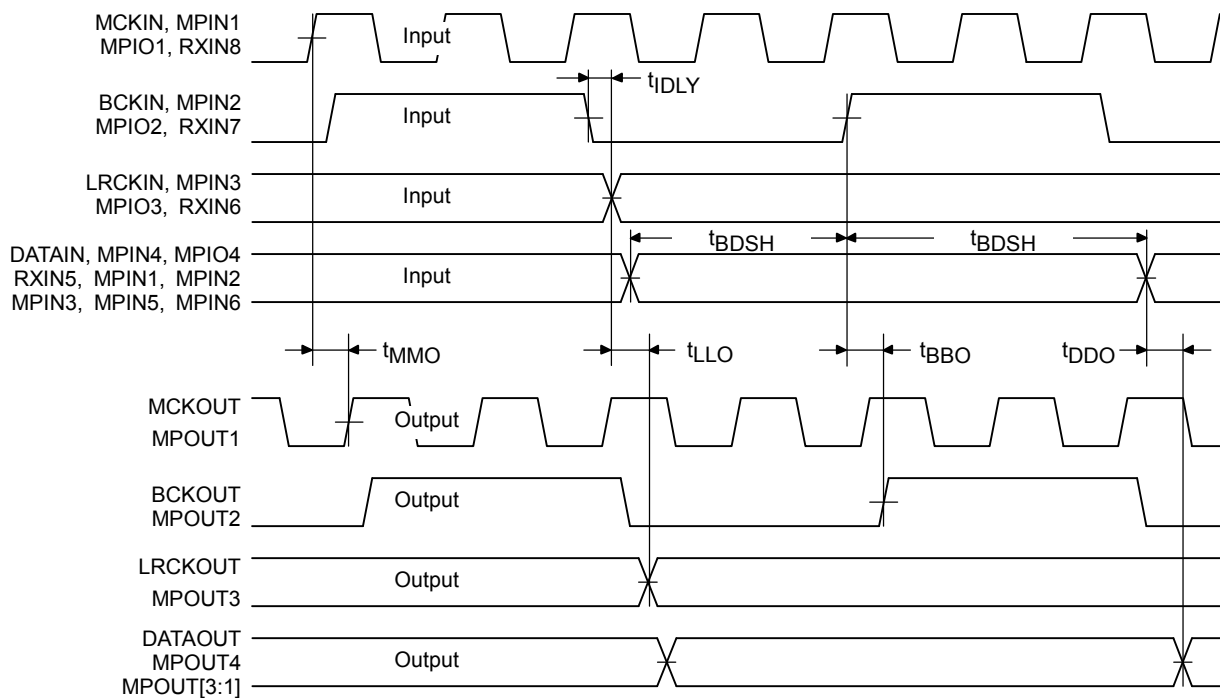 MCKIN, MPIN1
MPIO1, RXIN8
Input
tIDLY
BCKIN, MPIN2
MPIO2, RXIN7
Input
LRCKIN, MPIN3
MPIO3, RXIN6
Input
tBDSH
tBDSH
DATAIN, MPIN4, MPIO4
RXIN5, MPIN1, MPIN2
MPIN3, MPIN5, MPIN6
Input
tMMO
tLLO
tBBO
tDDO
MCKOUT
MPOUT1
Output
BCKOUT
MPOUT2
Output
LRCKOUT
MPOUT3
Output
DATAOUT
MPOUT4
MPOUT[3:1]
Output